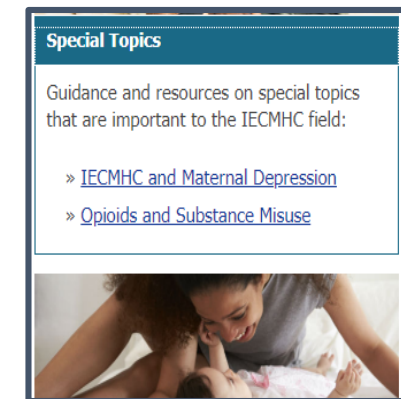 Special Topics
Guidance and resources on special topics
that are important to the IECMHC field:
» IECMHC and Maternal Depression
» Opioids and Substance Misuse